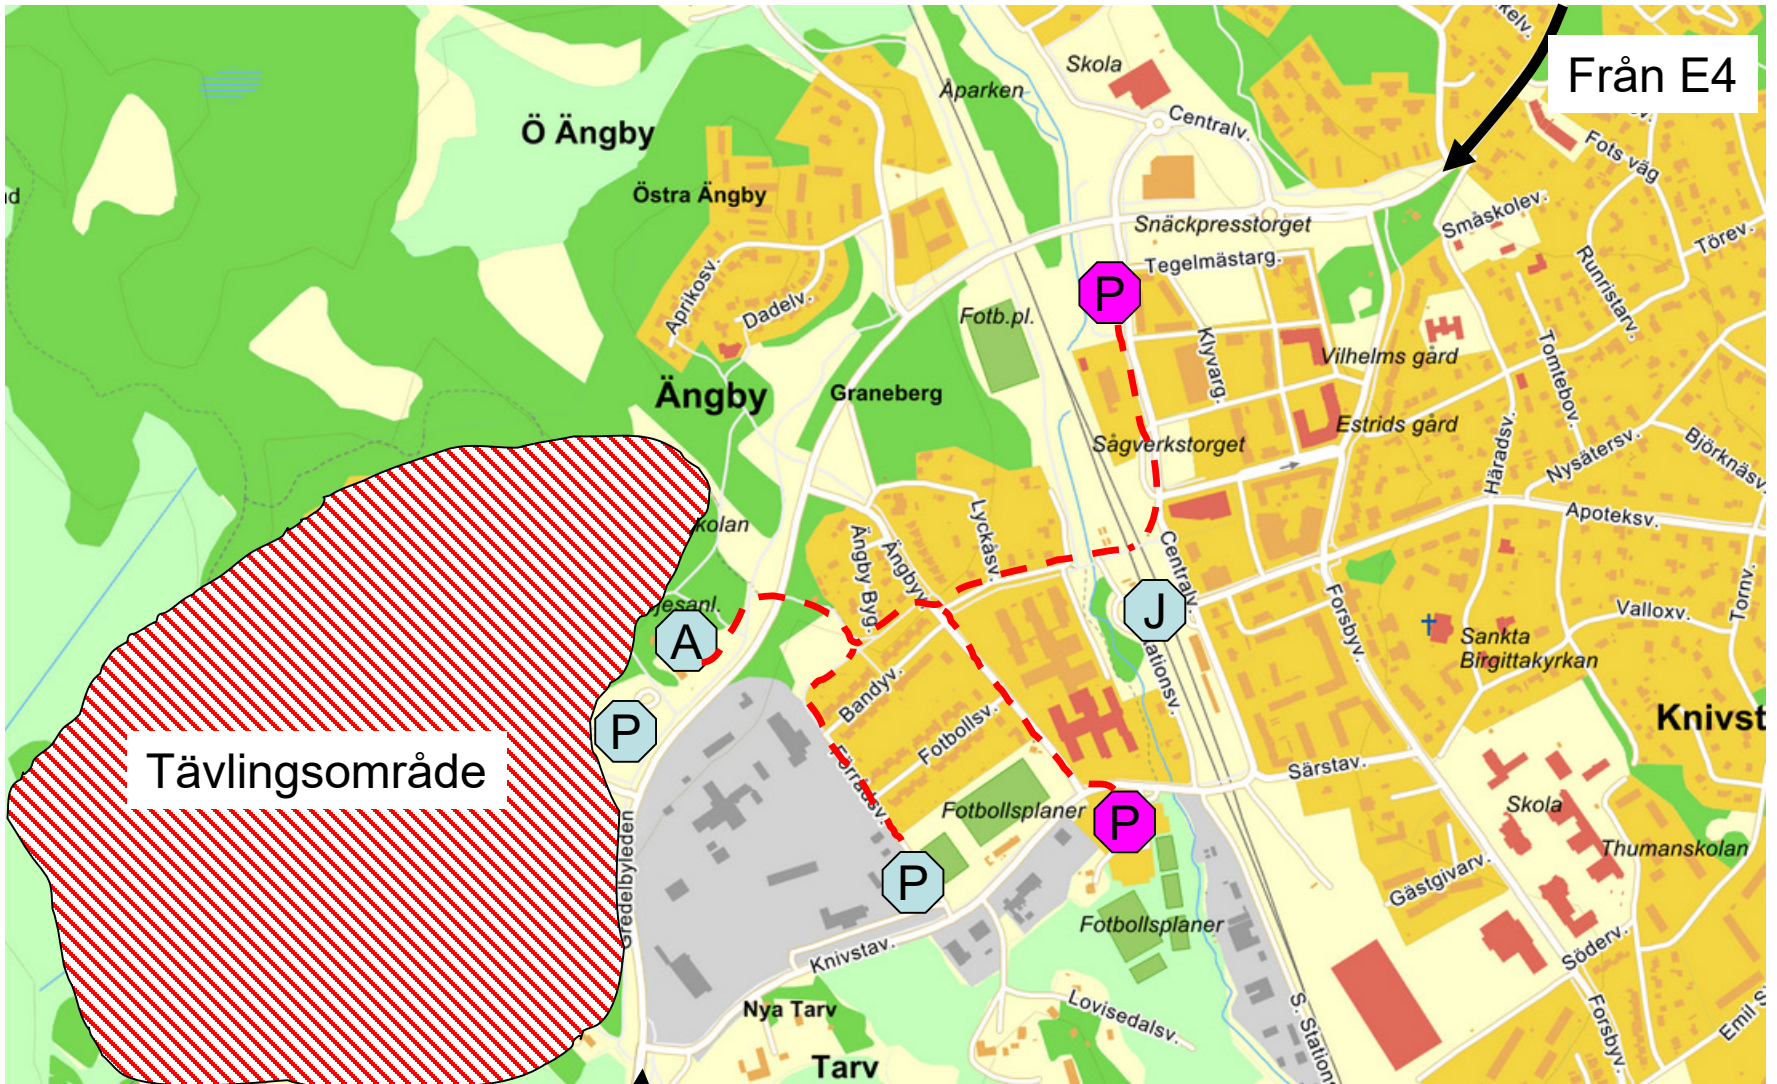 Skola
Åparken
Från E4
Centralv.
Fots väg
Ö Ängby
Östra Ängby
Snäckpresstorget
Småskolev.
Törev.
Tegelmästarg.
Runristarv.
Aprikosv.
Dadelv.
P
Fotb.pl.
Klyvarg.
Vilhelms gård
Tomtebov.
Ängby
Graneberg
Sågverkstorget
Estrids gård
Häradsv.
Nysätersv.
Björknäsv.
Apoteksv.
kolan
Ängby Byg.
Ängbyv.
Lyckåsv.
Centralv.
J
Forsbyv.
Valloxv.
Tornv.
Sankta
Birgittakyrkan
A
Stationsv.
Bandyv.
Fotbollsv.
P
Knivst
Tävlingsområde
Förrådsv.
Särstav.
Fotbollsplaner
P
Skola
Thumanskolan
Gredelbyleden
P
Gästgivarv.
Fotbollsplaner
Knivstav.
Söderv.
Nya Tarv
Lovisedalsv.
S. Stations
Forsbyv.
Tarv